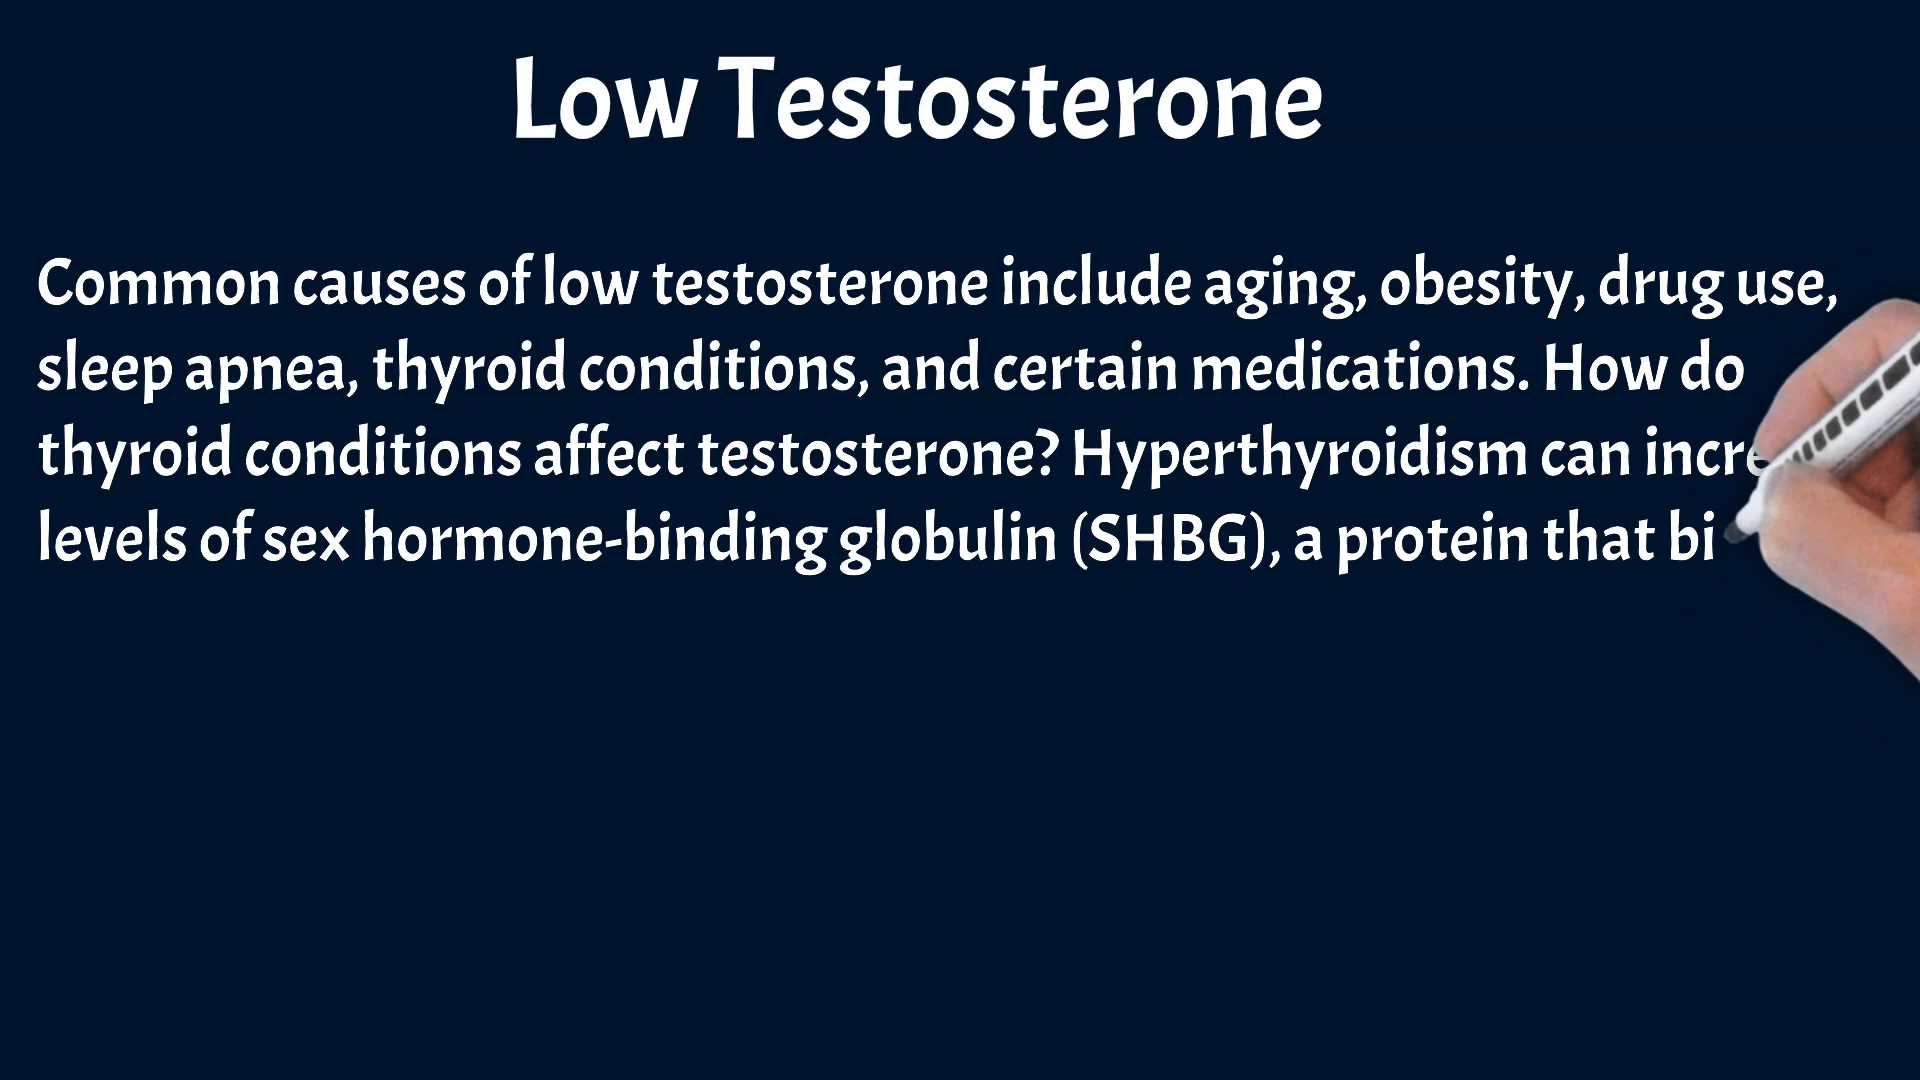 Low Testosterone
Common causes of low testosterone include aging, obesity, drug use,
sleep apnea, thyroid conditions, and certain medications. How do
thyroid conditions affect testosterone? Hyperthyroidism can incre
levels of sex hormone-binding globulin (SHBG), a protein that bi